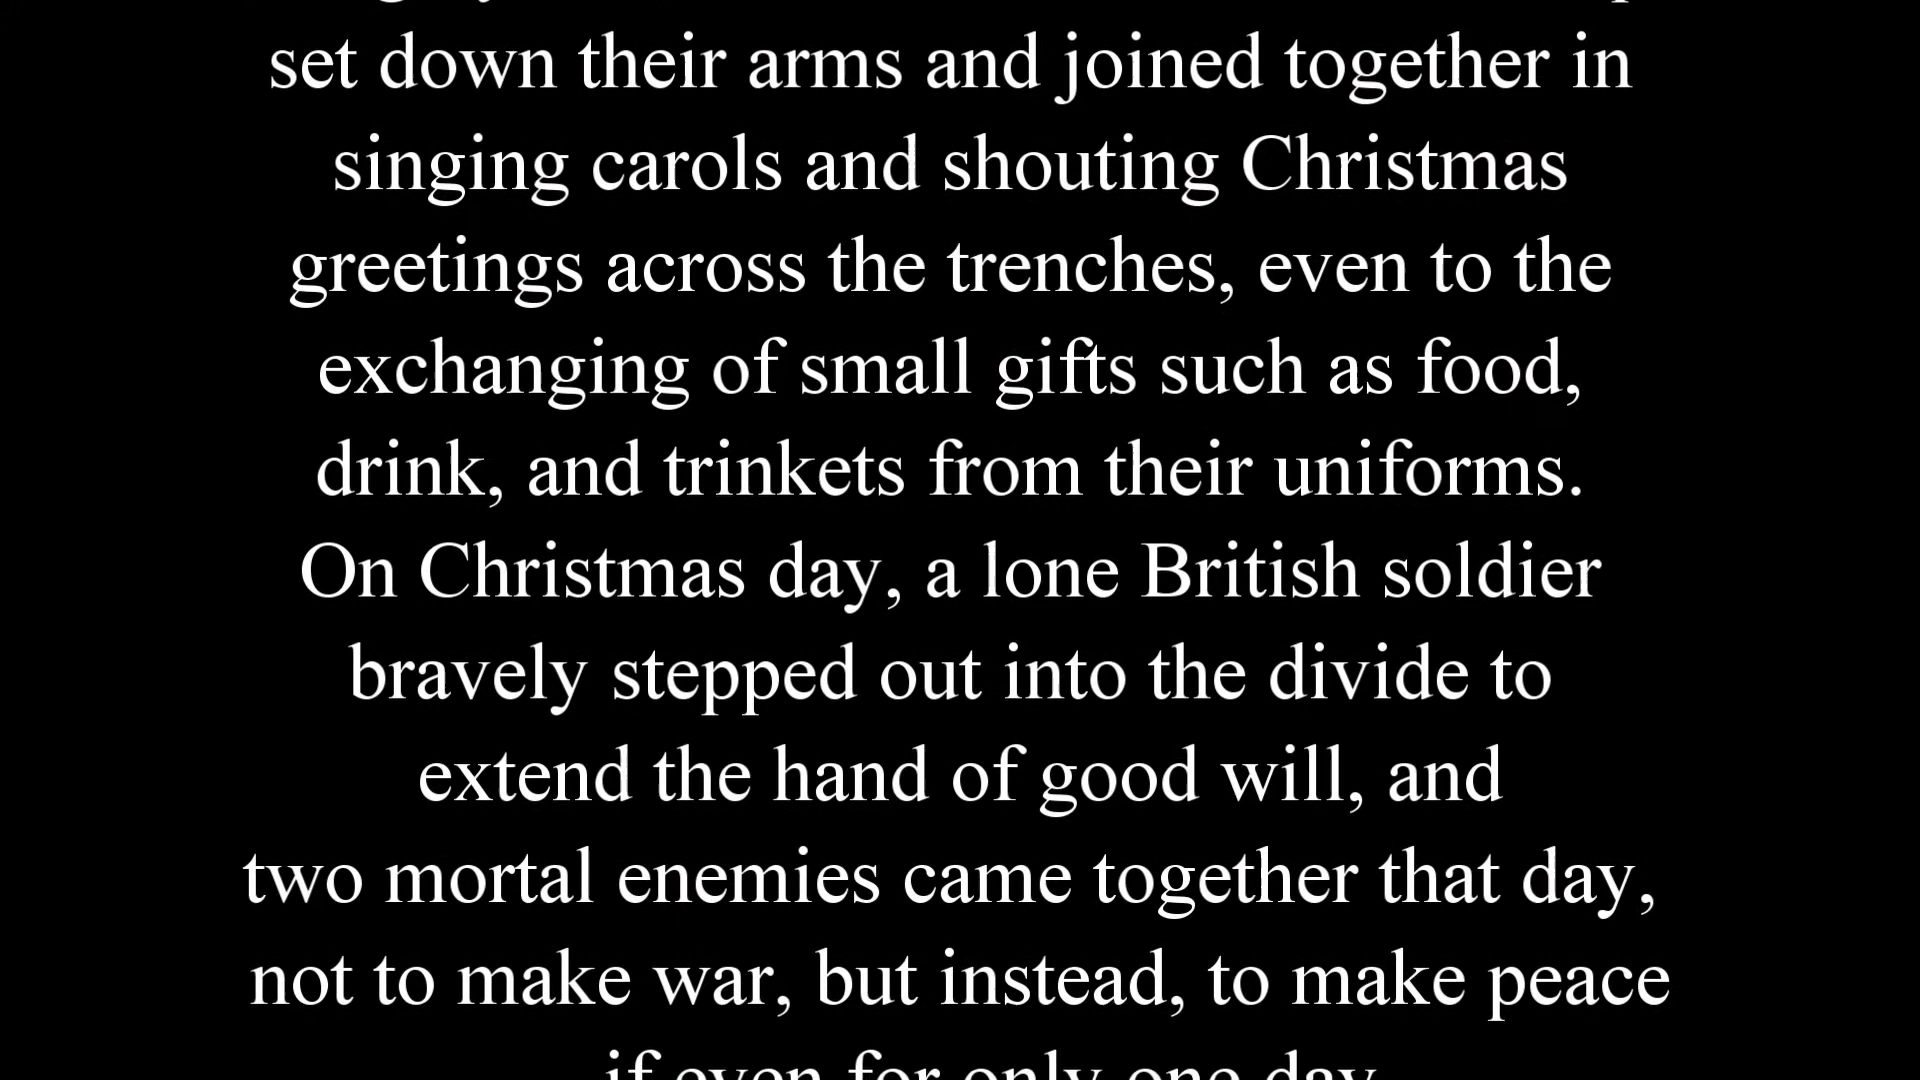 set down their arms and joined together in
singing carols and shouting Christmas
greetings across the trenches, even to the
exchanging of small gifts such as food,
drink, and trinkets from their uniforms.
On Christmas day, a lone British soldier
bravely stepped out into the divide to
extend the hand of good will, and
two mortal enemies came together that day,
not to make war, but instead, to make peace
if even for only one day